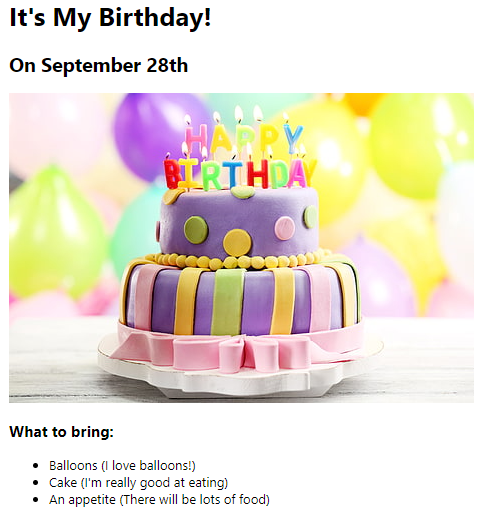 It's My Birthday!
On September 28th
HAPPY
BIRTHDAY
What to bring:
Balloons (I love balloons!)
Cake (I'm really good at eating)
An appetite (There will be lots of food)